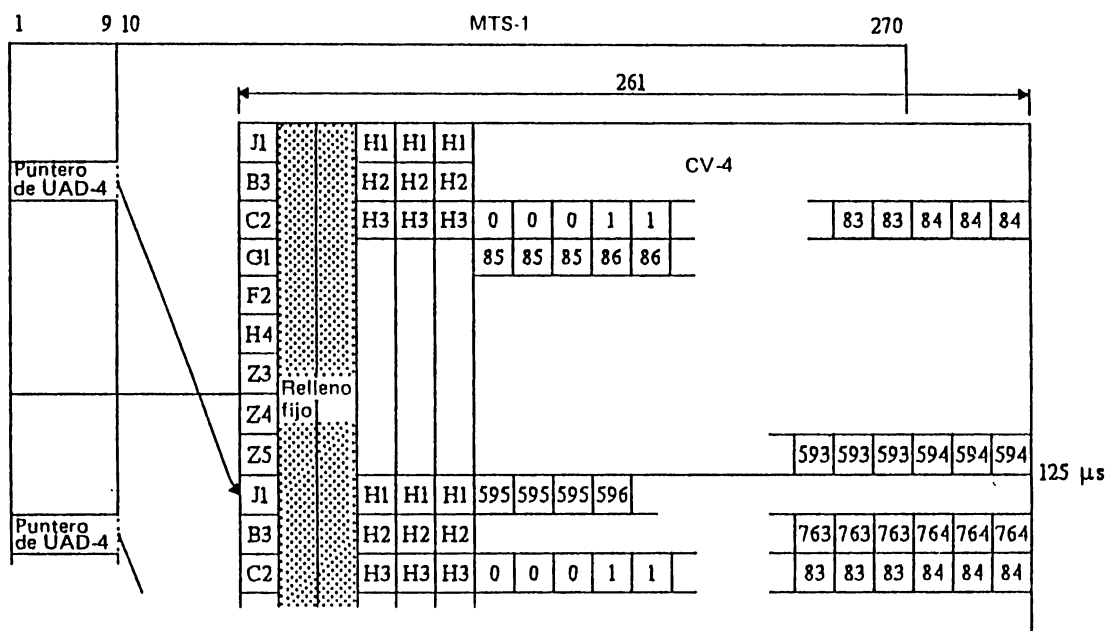 1 9 10 MTS-1 270
261
J1 H1 H1 H1
CV-4
Puntero
de UAD-4
B3 H2 H2 H2
C2 H3 H3 H3 0 0 0 1 1 83 83 84 84 84
G1 85 85 85 86 86
F2
H4
Z3
Relleno
fijo
Z4
Z5 593 593 593 594 594 594
125 µs
J1 H1 H1 H1 595 595 595 596
Puntero
de UAD-4
B3 H2 H2 H2 763 763 763 764 764 764
C2 H3 H3 H3 0 0 0 1 1 83 83 83 84 84 84